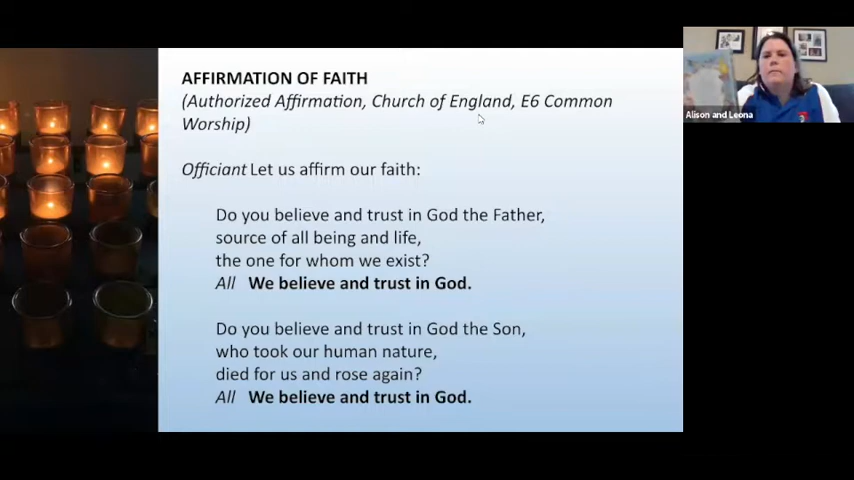 AFFIRMATION OF FAITH
(Authorized Affirmation, Church of England, E6 Common
Worship)
Officiant Let us affirm our faith:
Do you believe and trust in God the Father,
source of all being and life,
the one for whom we exist?
All We believe and trust in God.
Do you believe and trust in God the Son,
who took our human nature,
died for us and rose again?
All We believe and trust in God.
Alison and Leona